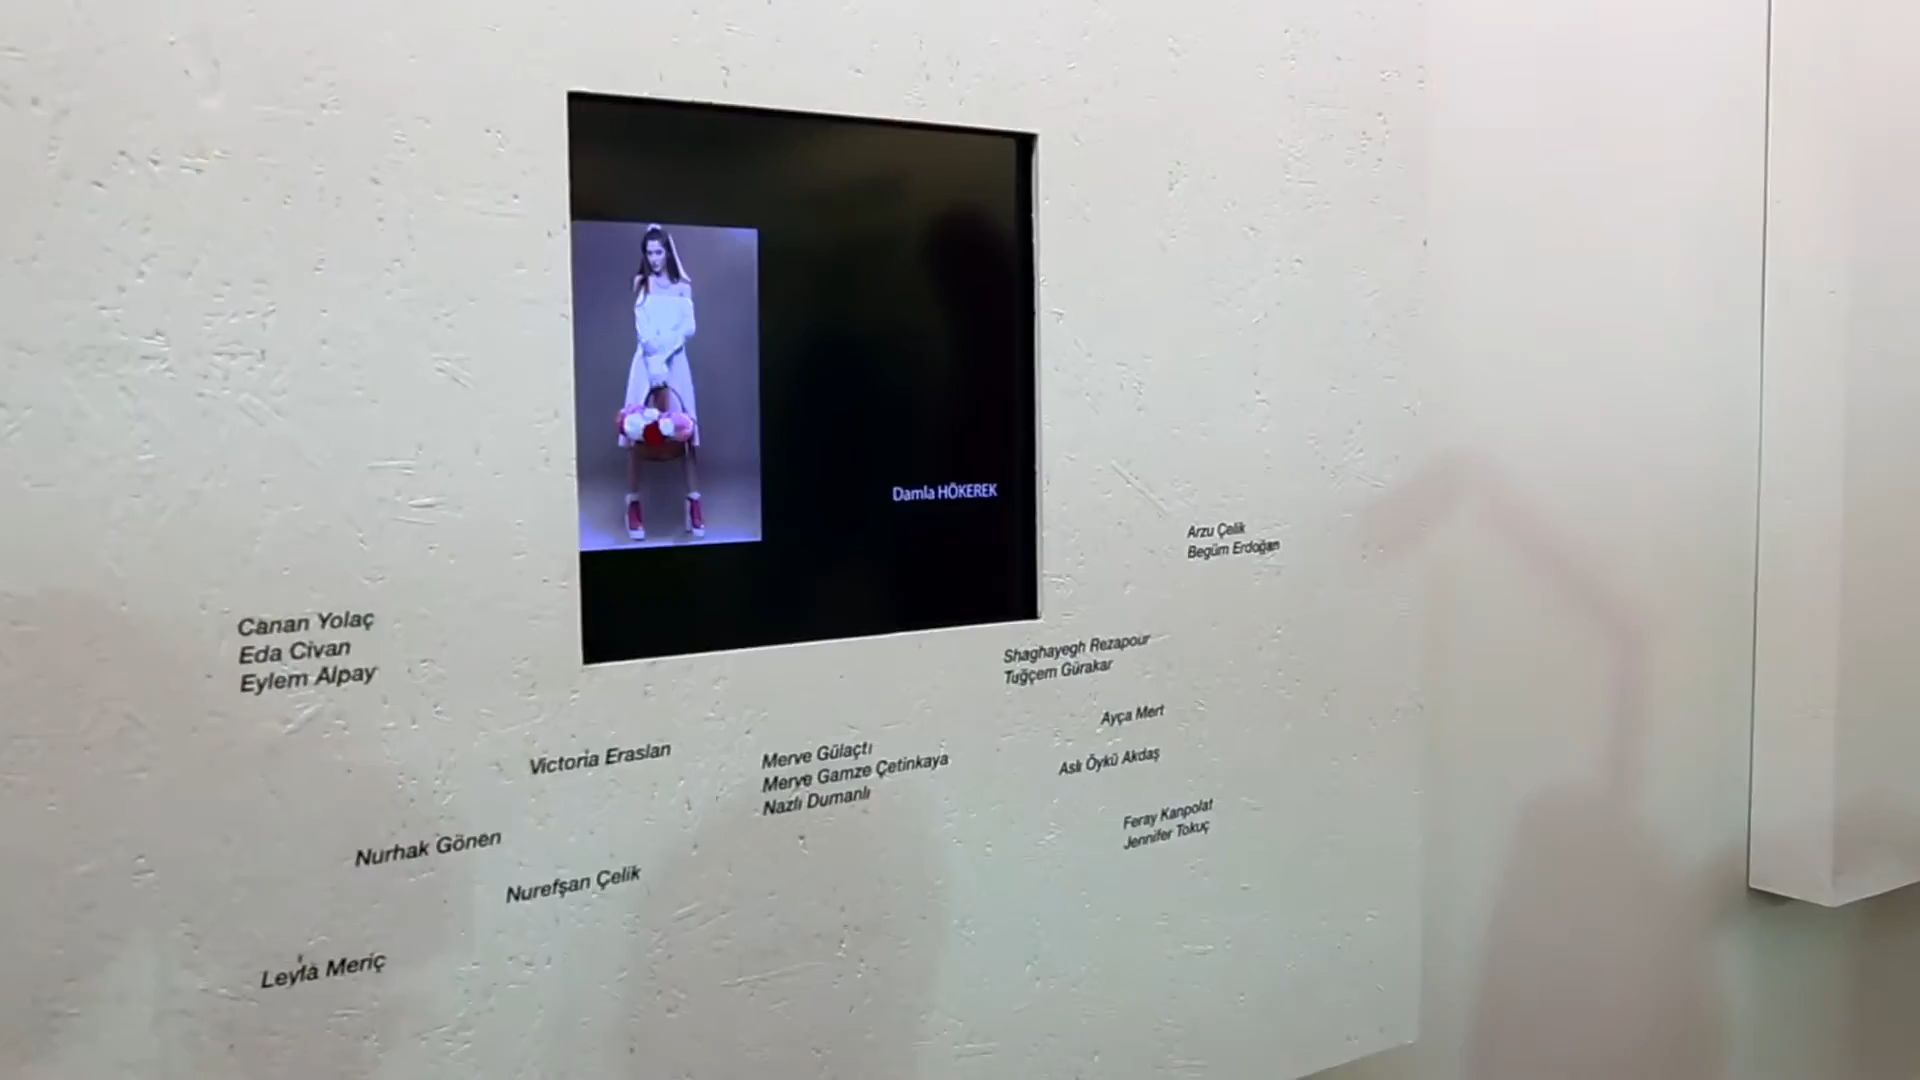 Damla HÖKEREK
Arzu Çelik
Begüm Erdoğan
Canan Yolaç
Eda Civan
Eylem Alpay
Shaghayegh Rezapour
Tuğçem Gürakar
Ayça Mert
Victoria Eraslan
Merve Gülaçtı
Merve Gamze Çetinkaya
Nazlı Dumanlı
Aslı Öykü Akdaş
Feray Kanpolat
Jennifer Tokuç
Nurhak Gönen
Nurefşan Çelik
Leyla Meriç